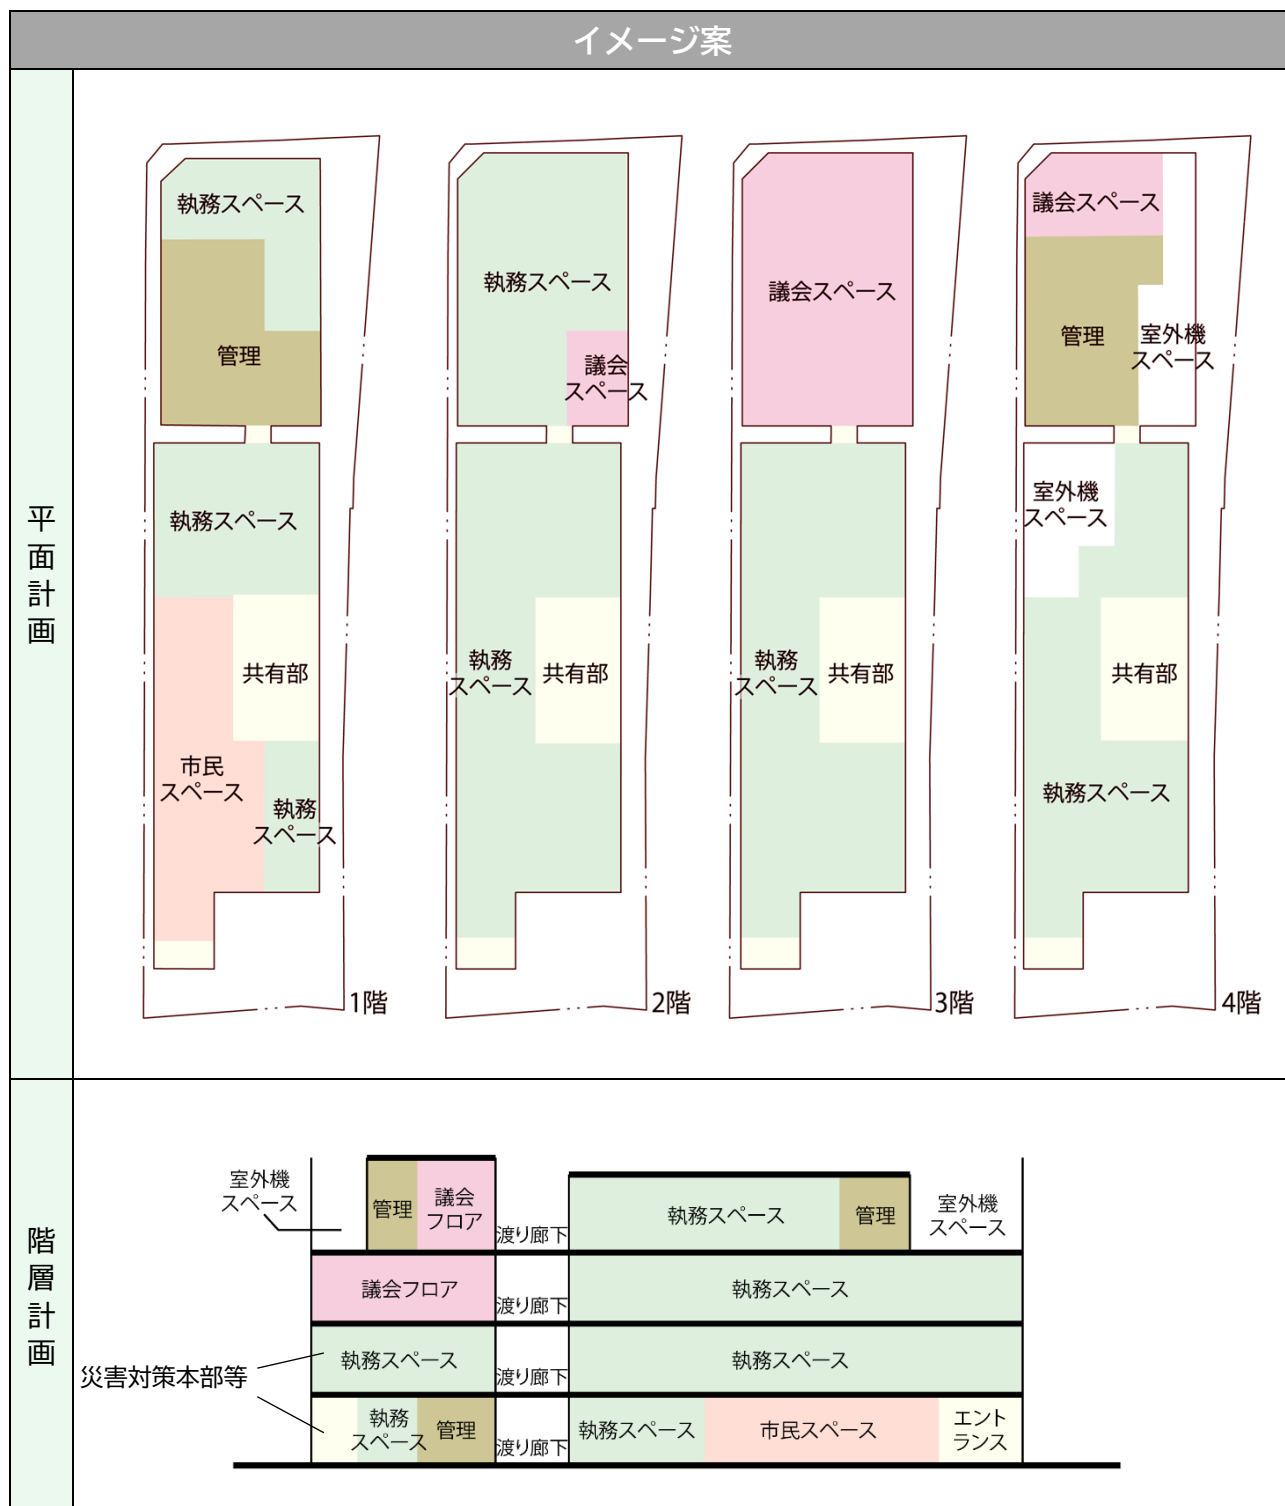 イメージ案
平面計画
執務スペース
管理
執務スペース
共有部
市民
スペース
執務
スペース
1階
執務スペース
議会
スペース
執務
スペース
共有部
2階
議会スペース
執務
スペース
共有部
3階
議会スペース
管理
室外機
スペース
室外機
スペース
共有部
執務スペース
4階
階層計画
室外機
スペース
管理
議会
フロア
渡り廊下
執務スペース
管理
室外機
スペース
議会フロア
渡り廊下
執務スペース
災害対策本部等
執務スペース
渡り廊下
執務スペース
執務
スペース
管理
渡り廊下
執務スペース
市民スペース
エント
ランス